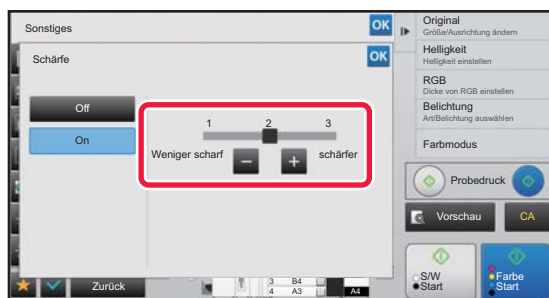 Sonstiges
OK
Schärfe
OK
Off
On
1 2 3
Weniger scharf
schärfer
Original
Größe/Ausrichtung ändern
Helligkeit
Helligkeit einstellen
RGB
Dicke von RGB einstellen
Belichtung
Art/Belichtung auswählen
Farbmodus
Probedruck
Vorschau
CA
S/W
Start
Farbe
Start
Zurück
3 B4
4 A3
A4